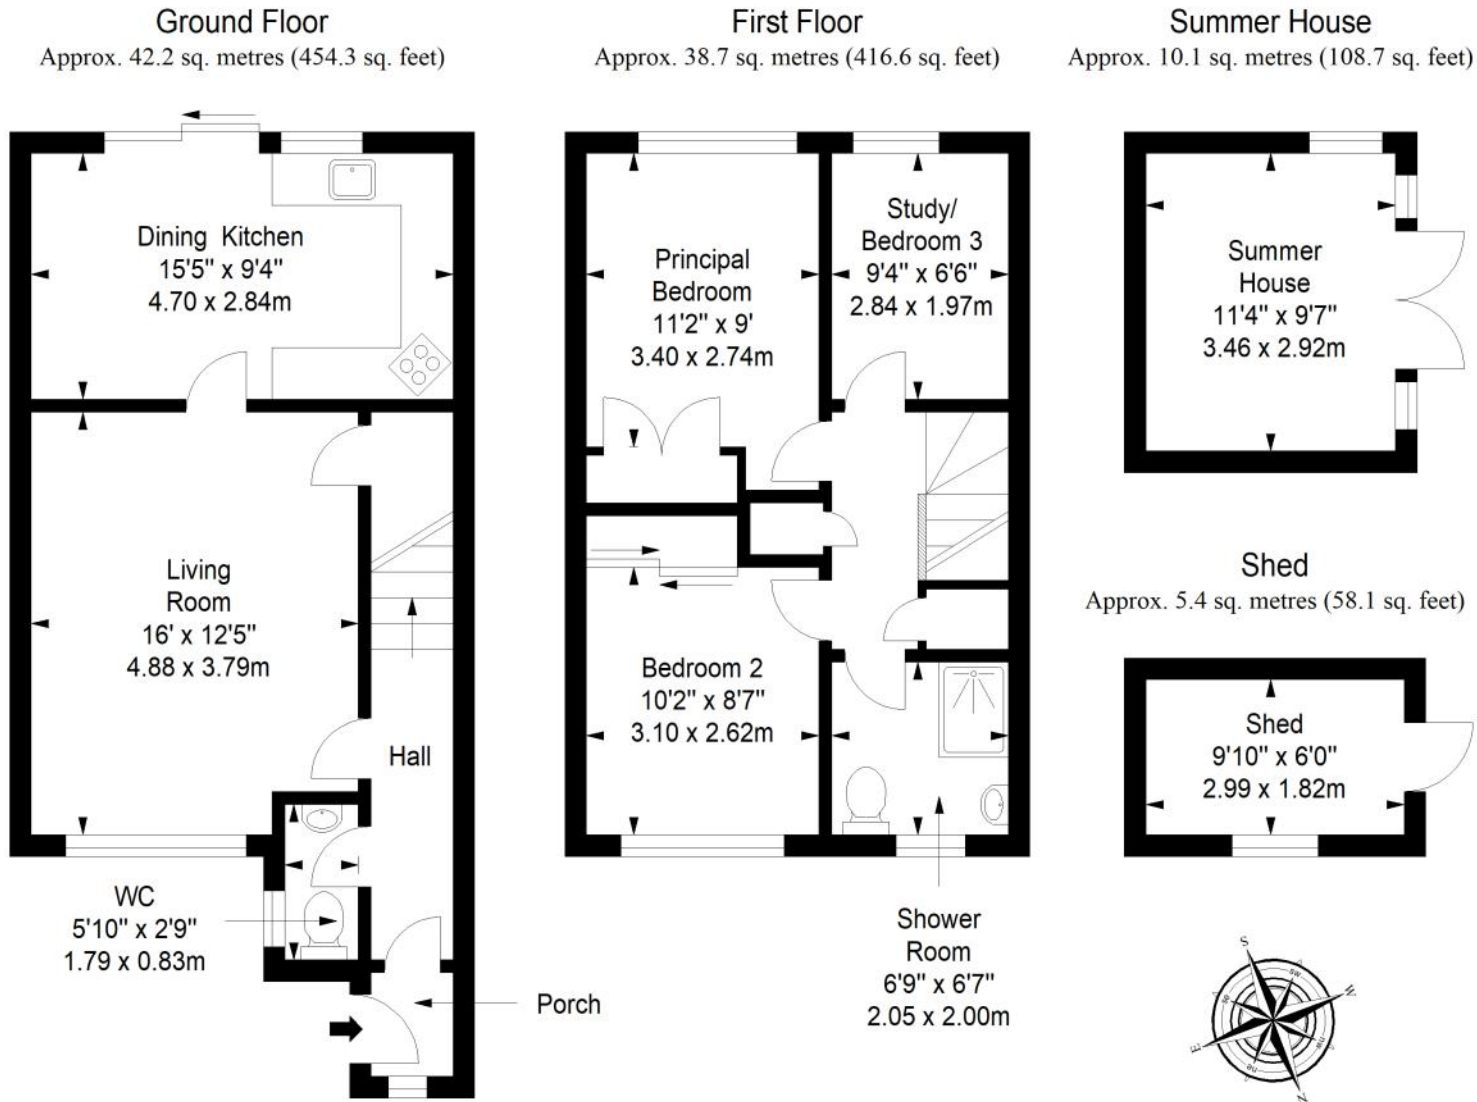 Ground Floor
Approx. 42.2 sq. metres (454.3 sq. feet)
Dining Kitchen
15'5" x 9'4"
4.70 x 2.84m
Living
Room
16' x 12'5"
4.88 x 3.79m
Hall
WC
5'10" x 2'9"
1.79 x 0.83m
Porch
First Floor
Approx. 38.7 sq. metres (416.6 sq. feet)
Principal
Bedroom
11'2" x 9'
3.40 x 2.74m
Study/
Bedroom 3
9'4" x 6'6"
2.84 x 1.97m
Bedroom 2
10'2" x 8'7"
3.10 x 2.62m
Shower
Room
6'9" x 6'7"
2.05 x 2.00m
Summer House
Approx. 10.1 sq. metres (108.7 sq. feet)
Summer
House
11'4" x 9'7"
3.46 x 2.92m
Shed
Approx. 5.4 sq. metres (58.1 sq. feet)
Shed
9'10" x 6'0"
2.99 x 1.82m
S
SW
W
NW
N
NE
E
SE